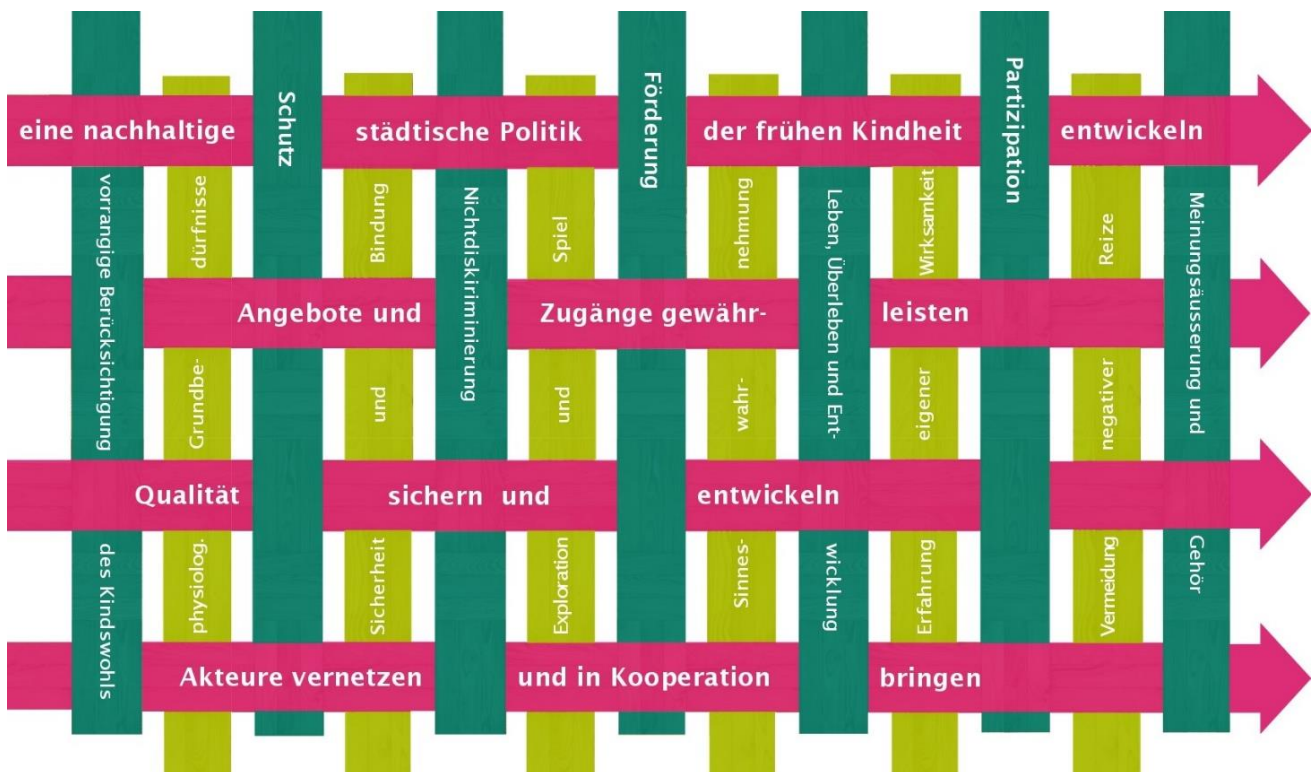 eine nachhaltige städtische Politik der frühen Kindheit entwickeln
Angebote und Zugänge gewähr- leisten
Qualität sichern und entwickeln
Akteure vernetzen und in Kooperation bringen
vorrangige Berücksichtigung des Kindswohls
physiolog. Grundbe- dürfnisse
Schutz
Sicherheit und Bindung
Nichtdiskiriminierung
Exploration und Spiel
Förderung
Sinnes- wahr- nehmung
Leben, Überleben und Ent- wicklung
Erfahrung eigener Wirksamkeit
Partizipation
Vermeidung negativer Reize
Meinungsäusserung und Gehör